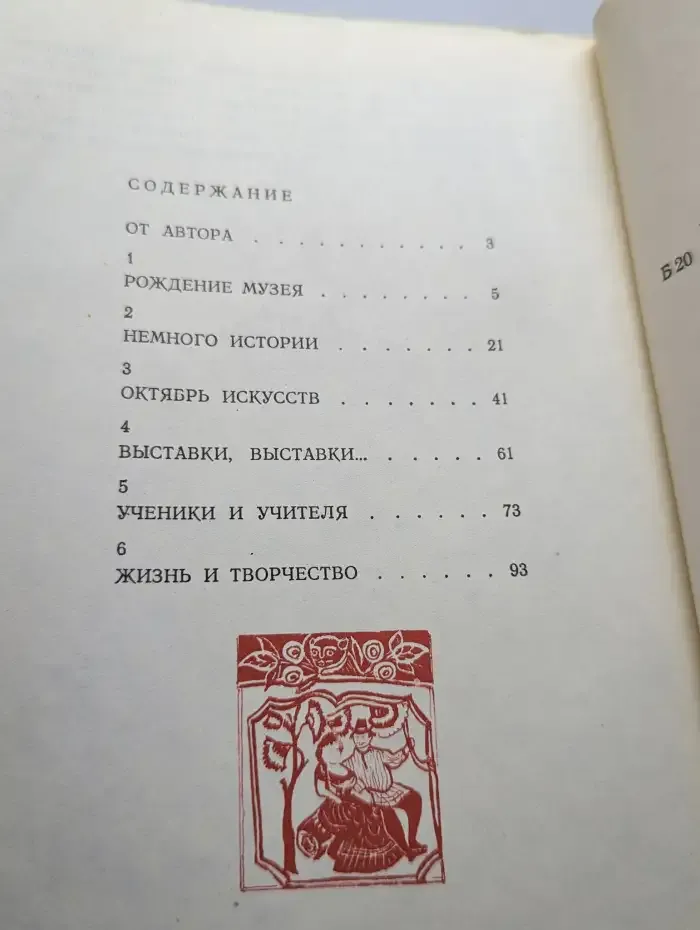 СОДЕРЖАНИЕ
ОТ АВТОРА . . . . . . . . . . . 3
1
РОЖДЕНИЕ МУЗЕЯ . . . . . . . 5
2
НЕМНОГО ИСТОРИИ . . . . . . . 21
3
ОКТЯБРЬ ИСКУССТВ . . . . . . . 41
4
ВЫСТАВКИ, ВЫСТАВКИ... . . . . . 61
5
УЧЕНИКИ И УЧИТЕЛЯ . . . . . . 73
6
ЖИЗНЬ И ТВОРЧЕСТВО . . . . . . 93
Б 20